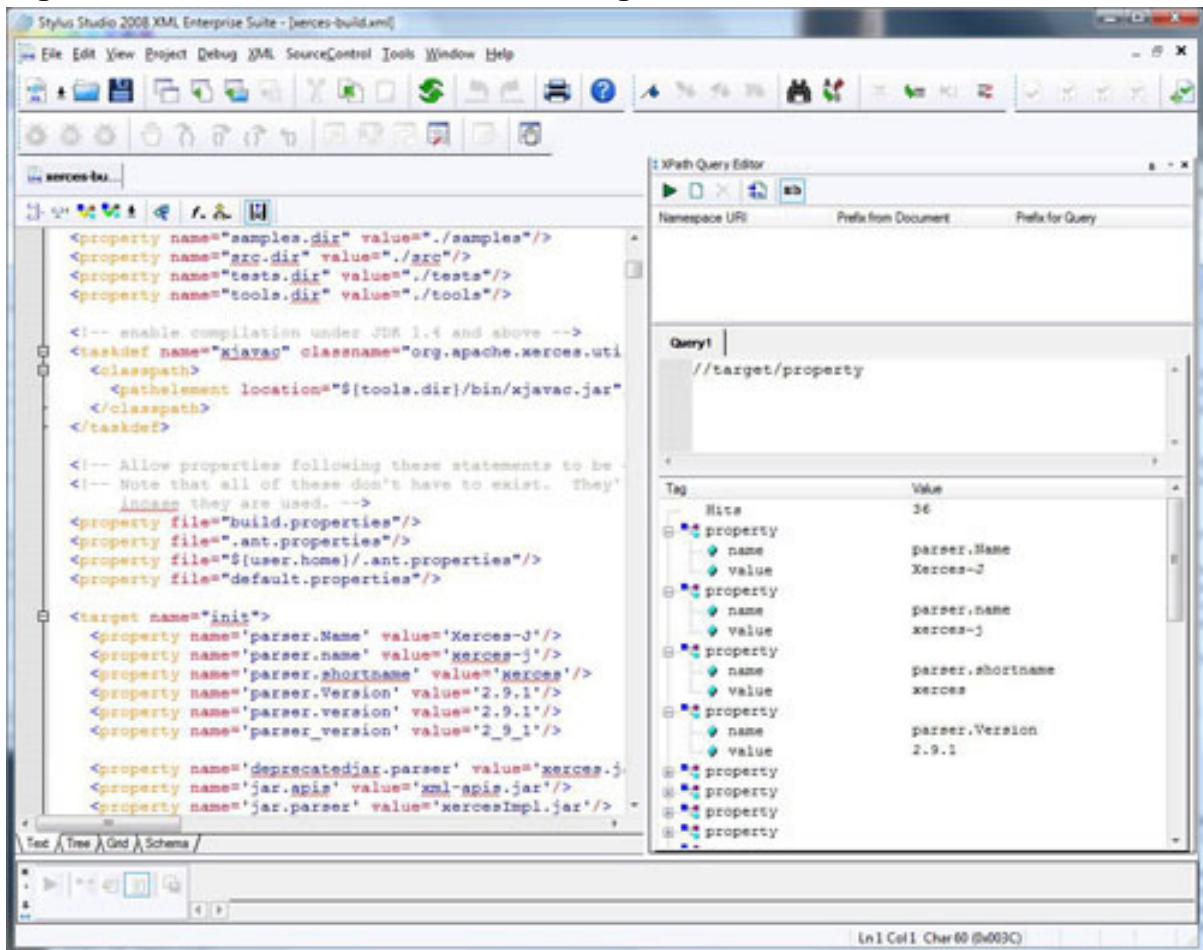 Stylus Studio 2008 XML Enterprise Suite - [xerces-build.xml]
File Edit View Project Debug XML SourceControl Tools Window Help
xerces-bu...
<property name="samples.dir" value="./samples"/>
<property name="src.dir" value="./src"/>
<property name="tests.dir" value="./tests"/>
<property name="tools.dir" value="./tools"/>
<!-- enable compilation under JDK 1.4 and above -->
<taskdef name="xjavac" classname="org.apache.xerces.uti
<classpath>
<pathelement location="${tools.dir}/bin/xjavac.jar"
</classpath>
</taskdef>
<!-- Allow properties following these statements to be
<!-- Note that all of these don't have to exist. They'
incase they are used. -->
<property file="build.properties"/>
<property file=".ant.properties"/>
<property file="${user.home}/.ant.properties"/>
<property file="default.properties"/>
<target name="init">
<property name='parser.Name' value='Xerces-J'/>
<property name='parser.name' value='xerces-j'/>
<property name='parser.shortname' value='xerces'/>
<property name='parser.Version' value='2.9.1'/>
<property name='parser.version' value='2.9.1'/>
<property name='parser_version' value='2_9_1'/>
<property name='deprecatedjar.parser' value='xerces.j
<property name='jar.apis' value='xml-apis.jar'/>
<property name='jar.parser' value='xercesImpl.jar'/>
Text Tree Grid Schema
XPath Query Editor
Namespace URI Prefix from Document Prefix for Query
Query1
//target/property
Tag Value
Hits 36
property
name parser.Name
value Xerces-J
property
name parser.name
value xerces-j
property
name parser.shortname
value xerces
property
name parser.Version
value 2.9.1
property
property
property
property
Ln 1 Col 1 Char 60 (0x003C)